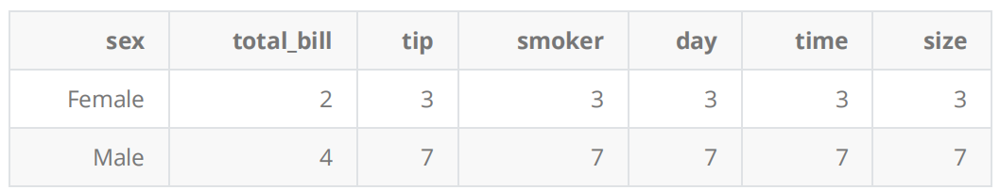 sex total_bill tip smoker day time size
Female 2 3 3 3 3 3
Male 4 7 7 7 7 7